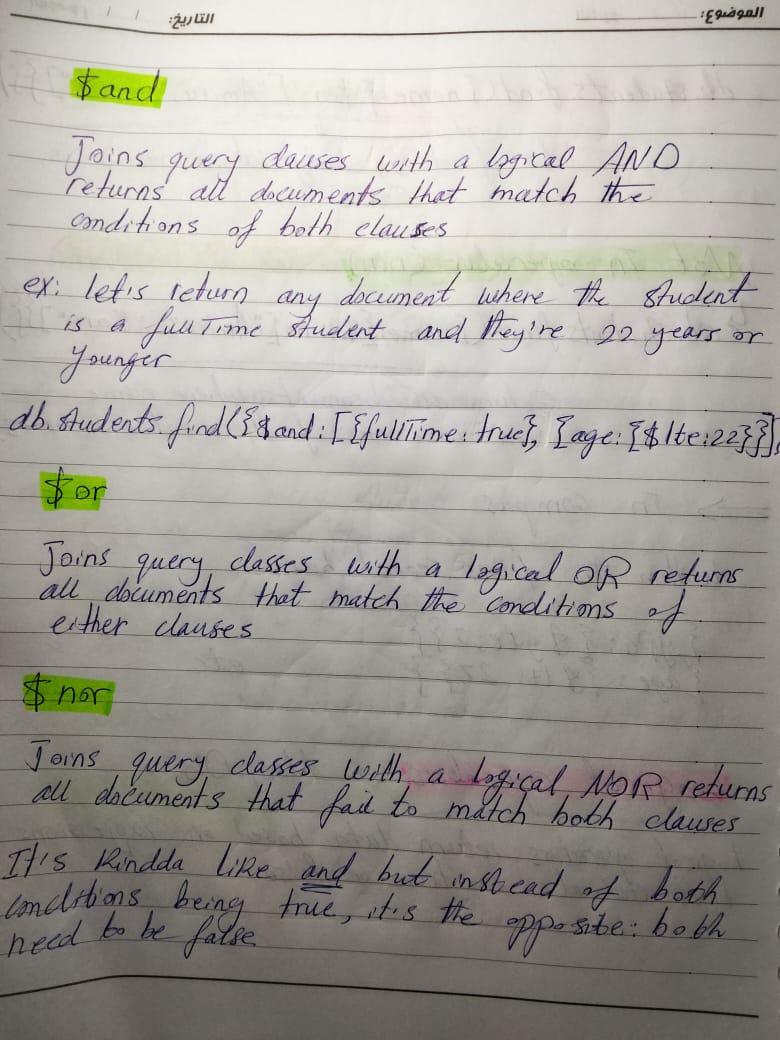 الموضوع: التاريخ: / /
$and
Joins query clauses with a logical AND
returns all documents that match the
conditions of both clauses
ex: let's return any document where the student
is a fullTime student and they're 22 years or
younger
db.students.find({$and:[{fullTime:true},{age:{$lte:22}}]
$or
Joins query classes with a logical OR returns
all documents that match the conditions of
either clauses
$nor
Joins query classes with a logical NOR returns
all documents that fail to match both clauses
It's Kindda like and but instead of both
conditions being true, it's the opposite: both
need to be false